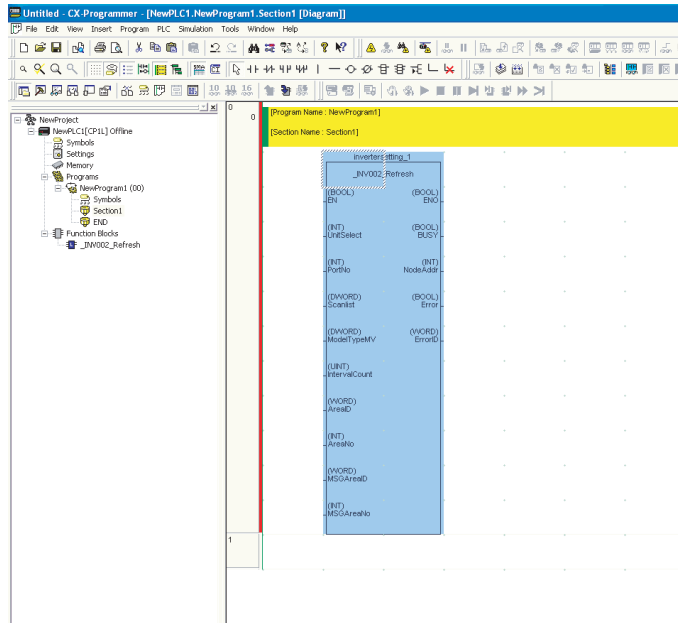 Untitled - CX-Programmer - [NewPLC1.NewProgram1.Section1 [Diagram]]
File Edit View Insert Program PLC Simulation Tools Window Help
10 10 16
NewProject
NewPLC1[CP1L] Offline
Symbols
Settings
Memory
Programs
NewProgram1 (00)
Symbols
Section1
END
Function Blocks
_INV002_Refresh
0
0
[Program Name : NewProgram1]
[Section Name : Section1]
invertersetting_1
_INV002_Refresh
(BOOL) (BOOL)
EN ENO
(INT) (BOOL)
UnitSelect BUSY
(INT) (INT)
PortNo NodeAddr
(DWORD) (BOOL)
Scanlist Error
(DWORD) (WORD)
ModelTypeMV ErrorID
(UINT)
IntervalCount
(WORD)
AreaID
(INT)
AreaNo
(WORD)
MSGAreaID
(INT)
MSGAreaNo
1